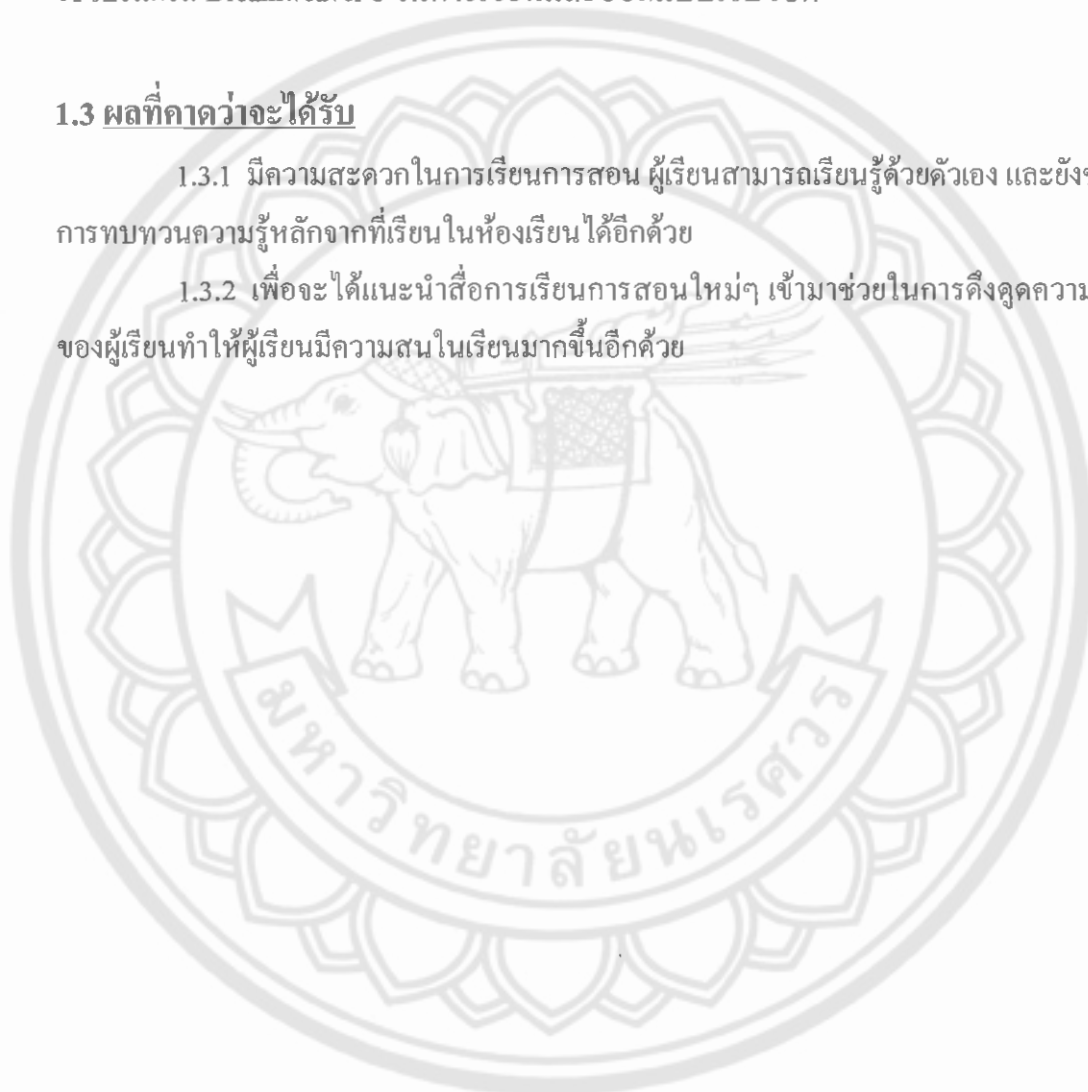 1.3 ผลที่คาดว่าจะได้รับ
1.3.1 มีความสะดวกในการเรียนการสอน ผู้เรียนสามารถเรียนรู้ด้วยตัวเอง และยัง
การทบทวนความรู้หลักจากที่เรียนในห้องเรียนได้อีกด้วย
1.3.2 เพื่อจะได้แนะนำสื่อการเรียนการสอนใหม่ๆ เข้ามาช่วยในการดึงดูดความ
ของผู้เรียนทำให้ผู้เรียนมีความสนในเรียนมากขึ้นอีกด้วย
มหาวิทยาลัยนเรศวร